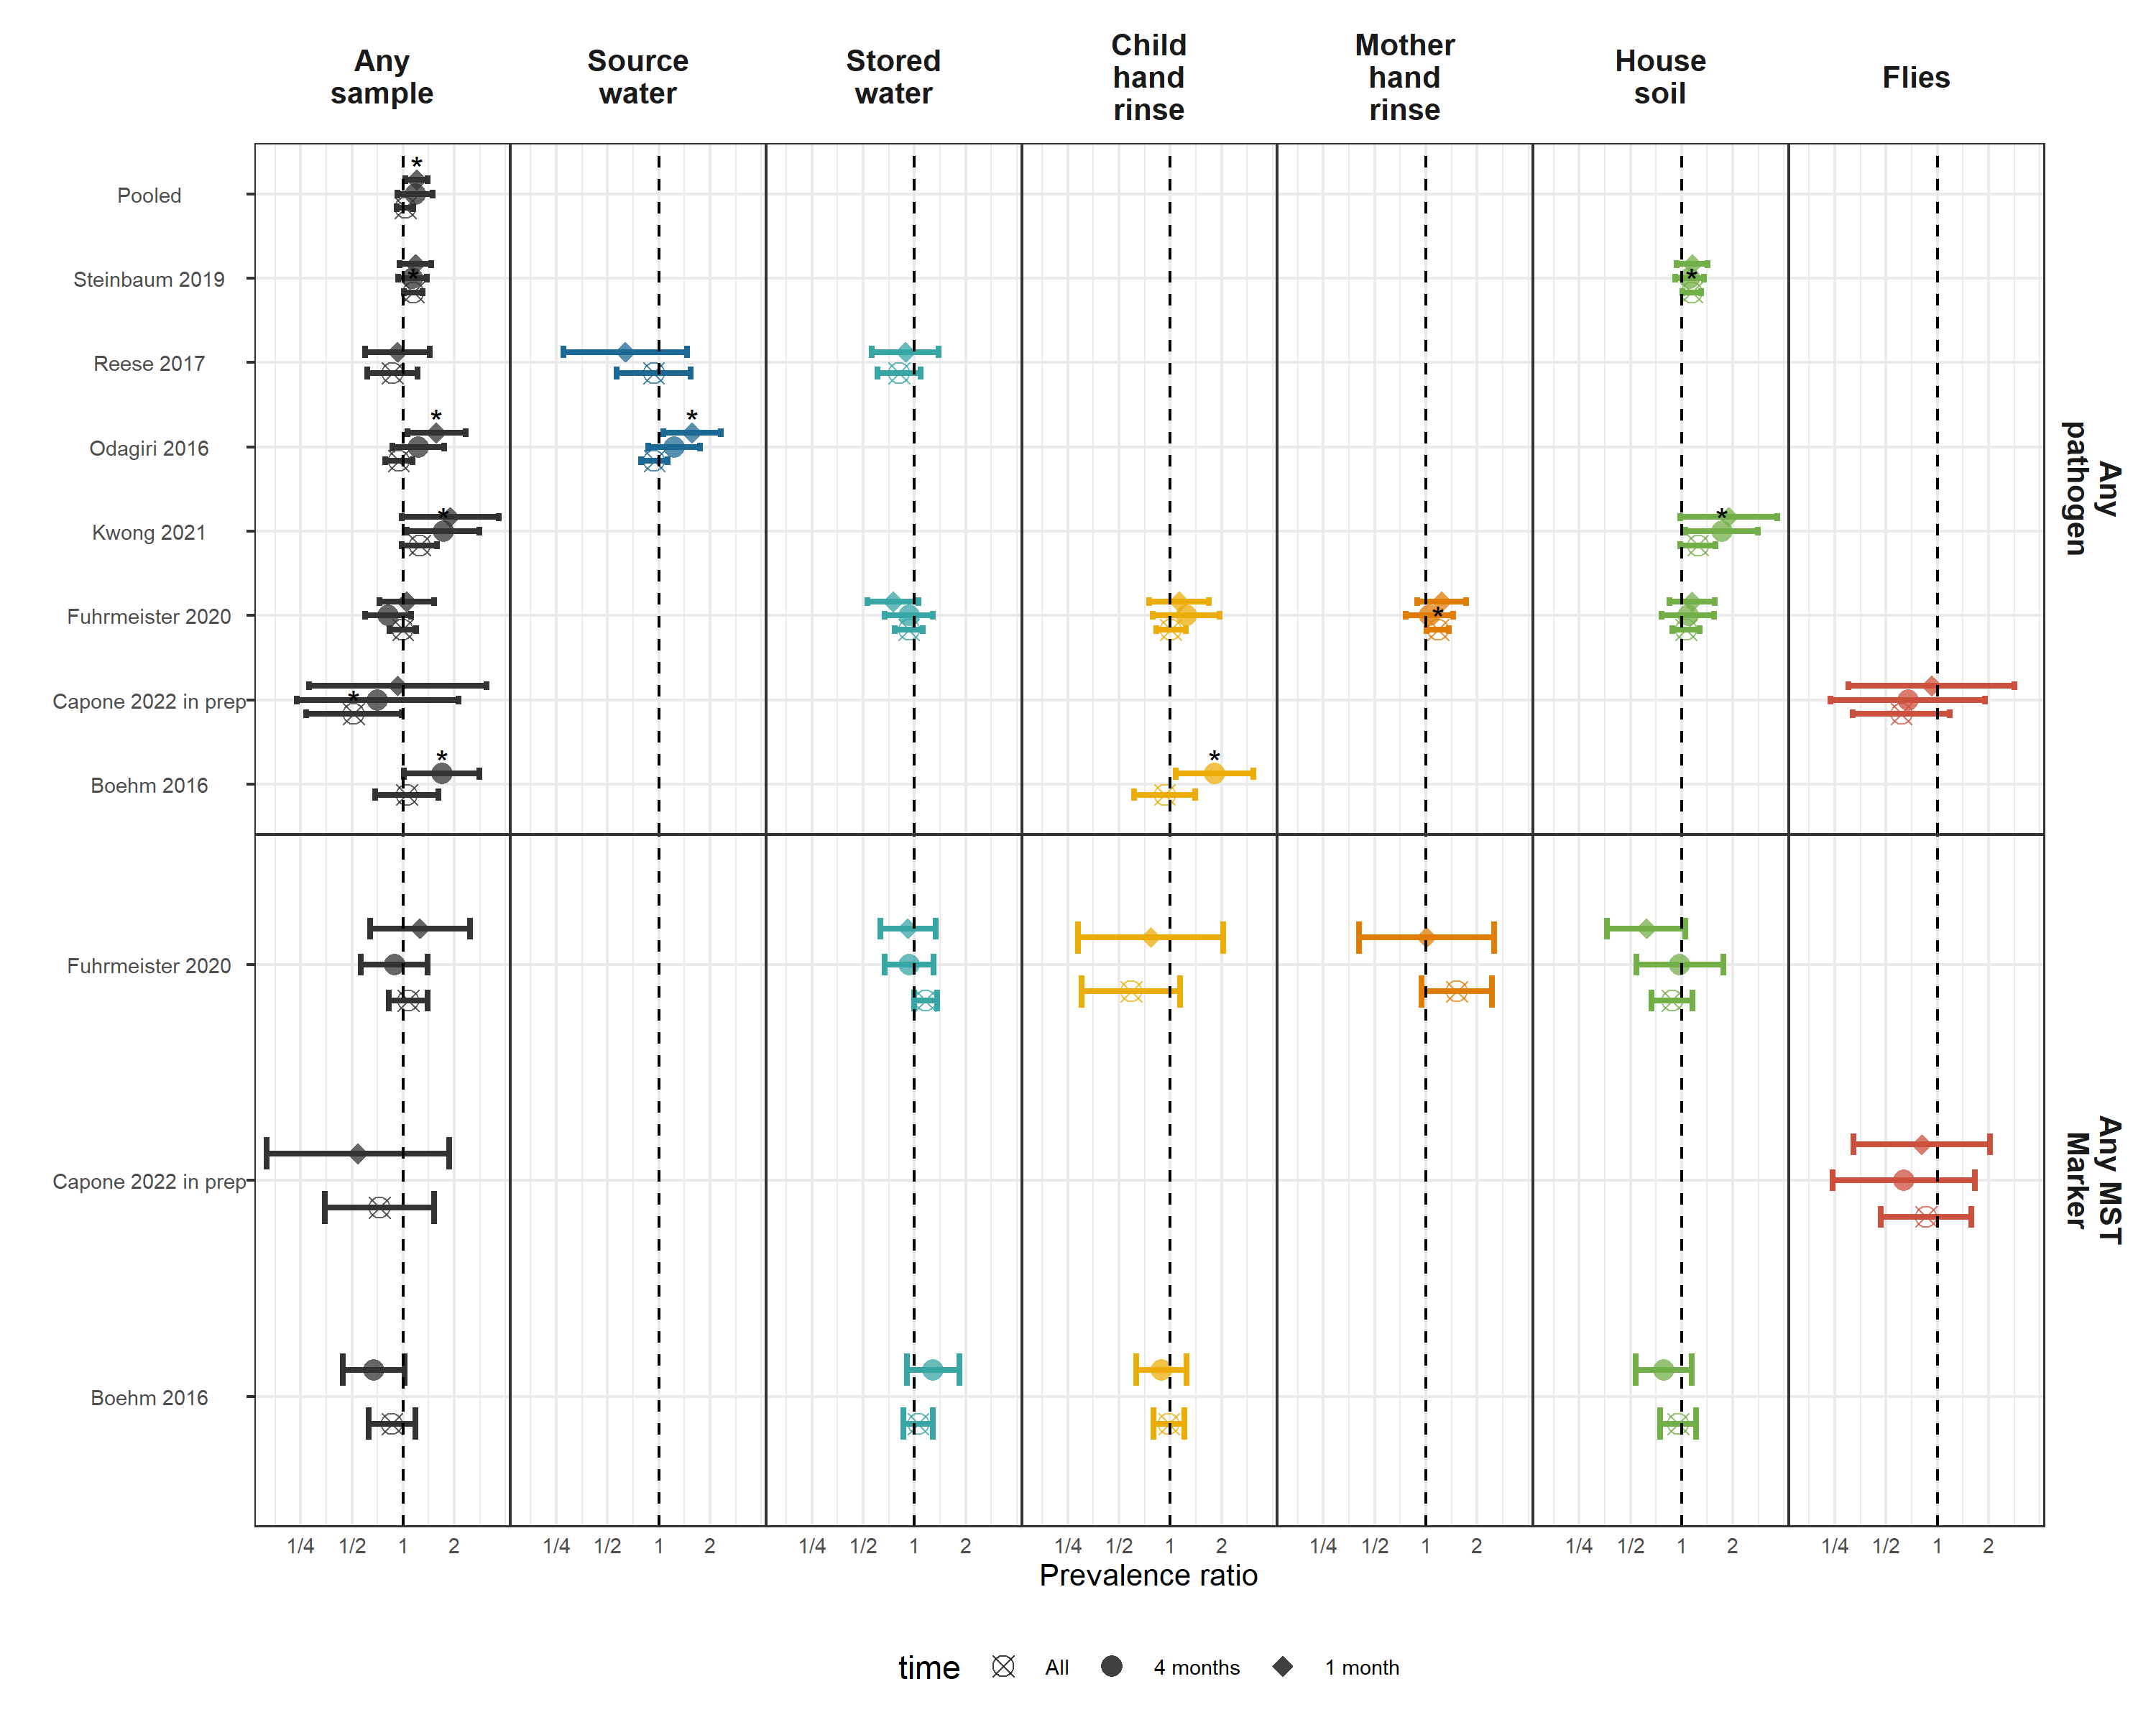 Any
sample
Source
water
Stored
water
Child
hand
rinse
Mother
hand
rinse
House
soil
Flies
Pooled
*
Steinbaum 2019
*
*
Reese 2017
Odagiri 2016
*
*
Kwong 2021
*
*
Fuhrmeister 2020
*
Capone 2022 in prep
*
Boehm 2016
*
*
Any
pathogen
Fuhrmeister 2020
Capone 2022 in prep
Boehm 2016
Any MST
Marker
1/4 1/2 1 2 1/4 1/2 1 2 1/4 1/2 1 2 1/4 1/2 1 2 1/4 1/2 1 2 1/4 1/2 1 2 1/4 1/2 1 2
Prevalence ratio
time All 4 months 1 month